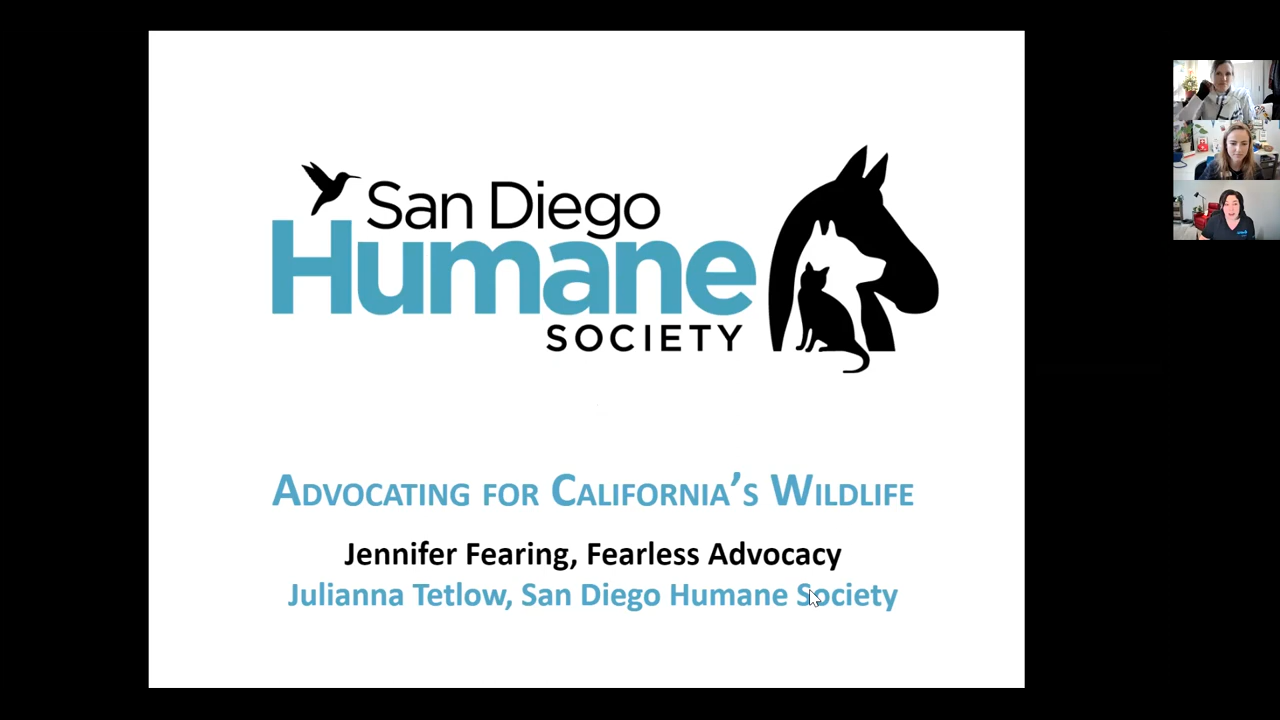 San Diego
Humane
SOCIETY
ADVOCATING FOR CALIFORNIA'S WILDLIFE
Jennifer Fearing, Fearless Advocacy
Julianna Tetlow, San Diego Humane Society